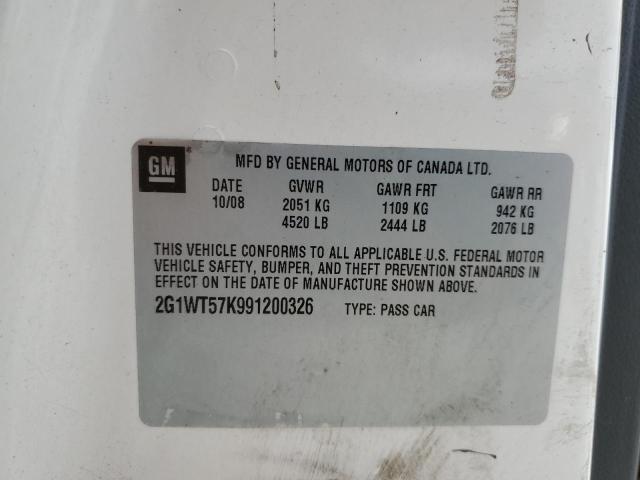 GM
MFD BY GENERAL MOTORS OF CANADA LTD.
DATE GVWR GAWR FRT GAWR RR
10/08 2051 KG 1109 KG 942 KG
4520 LB 2444 LB 2076 LB
THIS VEHICLE CONFORMS TO ALL APPLICABLE U.S. FEDERAL MOTOR
VEHICLE SAFETY, BUMPER, AND THEFT PREVENTION STANDARDS IN
EFFECT ON THE DATE OF MANUFACTURE SHOWN ABOVE.
2G1WT57K991200326 TYPE: PASS CAR